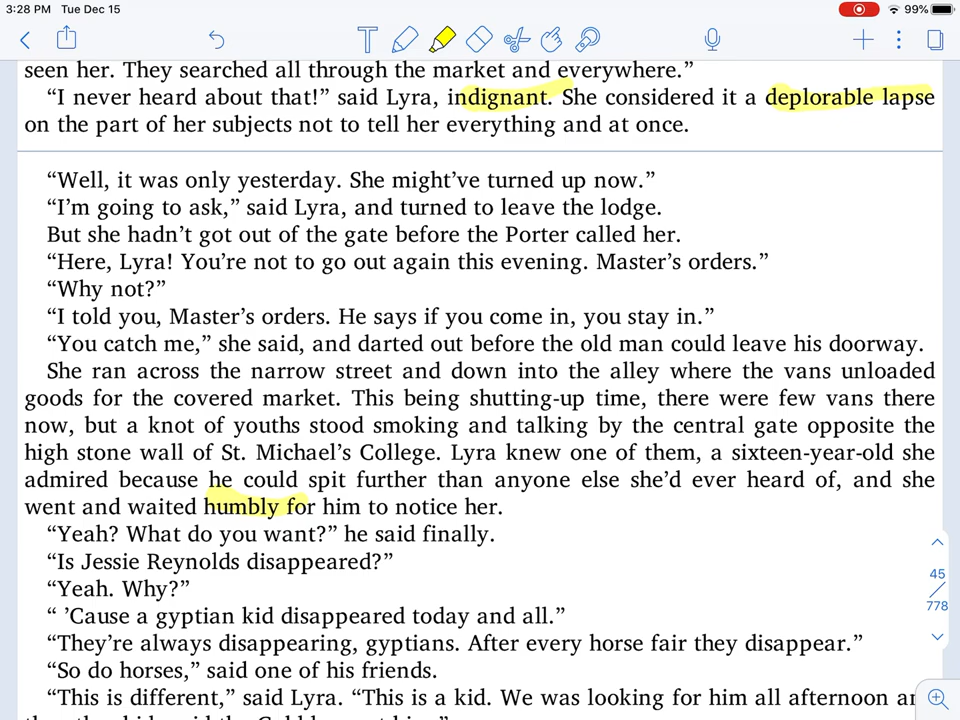 3:28 PM Tue Dec 15
99%
seen her. They searched all through the market and everywhere.”
“I never heard about that!” said Lyra, indignant. She considered it a deplorable lapse
on the part of her subjects not to tell her everything and at once.
“Well, it was only yesterday. She might’ve turned up now.”
“I’m going to ask,” said Lyra, and turned to leave the lodge.
But she hadn’t got out of the gate before the Porter called her.
“Here, Lyra! You’re not to go out again this evening. Master’s orders.”
“Why not?”
“I told you, Master’s orders. He says if you come in, you stay in.”
“You catch me,” she said, and darted out before the old man could leave his doorway.
She ran across the narrow street and down into the alley where the vans unloaded
goods for the covered market. This being shutting-up time, there were few vans there
now, but a knot of youths stood smoking and talking by the central gate opposite the
high stone wall of St. Michael’s College. Lyra knew one of them, a sixteen-year-old she
admired because he could spit further than anyone else she’d ever heard of, and she
went and waited humbly for him to notice her.
“Yeah? What do you want?” he said finally.
“Is Jessie Reynolds disappeared?”
“Yeah. Why?”
“ ’Cause a gyptian kid disappeared today and all.”
“They’re always disappearing, gyptians. After every horse fair they disappear.”
“So do horses,” said one of his friends.
“This is different,” said Lyra. “This is a kid. We was looking for him all afternoon
45
/
778